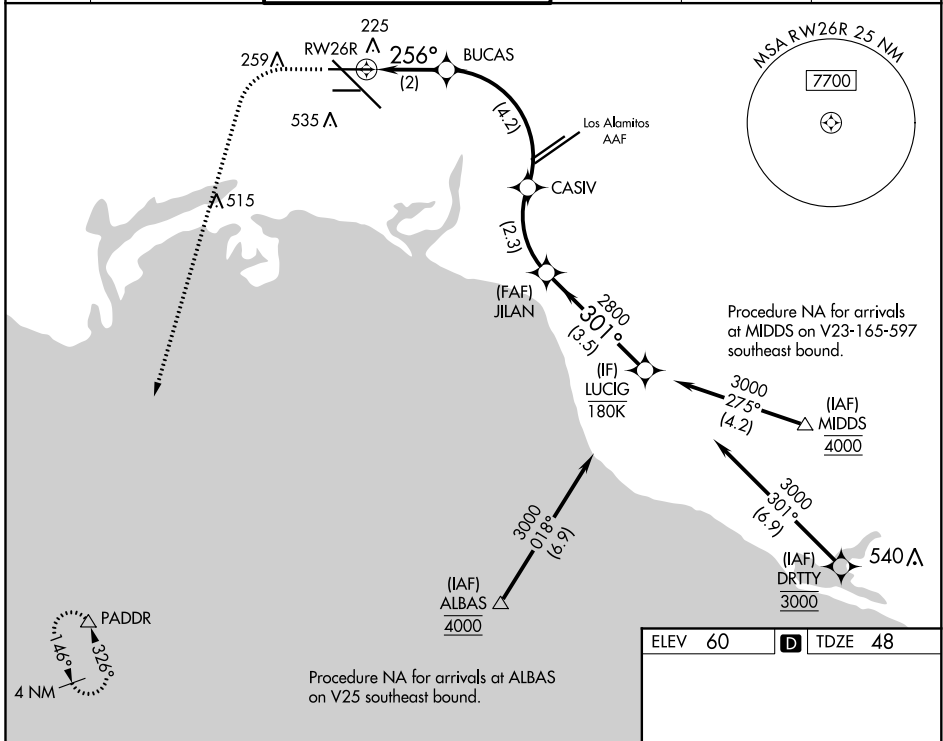 225
RW26R
256°
BUCAS
259
(2)
535
(4.2)
Los Alamitos
AAF
MSA RW26R 25 NM
7700
515
CASIV
(2.3)
(FAF)
JILAN
2800
301°
(3.5)
(IF)
LUCIG
180K
Procedure NA for arrivals
at MIDDS on V23-165-597
southeast bound.
3000
275°
(4.2)
(IAF)
MIDDS
4000
3000
301°
(6.9)
(IAF)
DRTTY
3000
540
3000
018°
(6.9)
(IAF)
ALBAS
4000
PADDR
146°
326°
4 NM
Procedure NA for arrivals at ALBAS
on V25 southeast bound.
ELEV 60 D TDZE 48